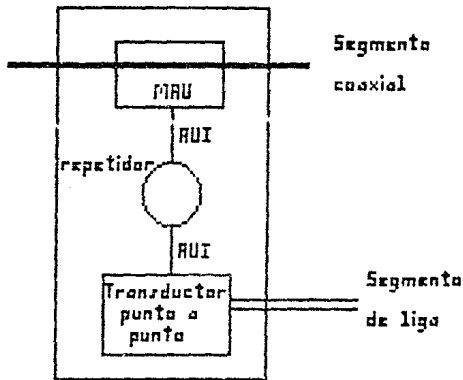 Segmento
coaxial
MAU
AUI
repetidor
AUI
Transductor
punto a
punto
Segmento
de liga